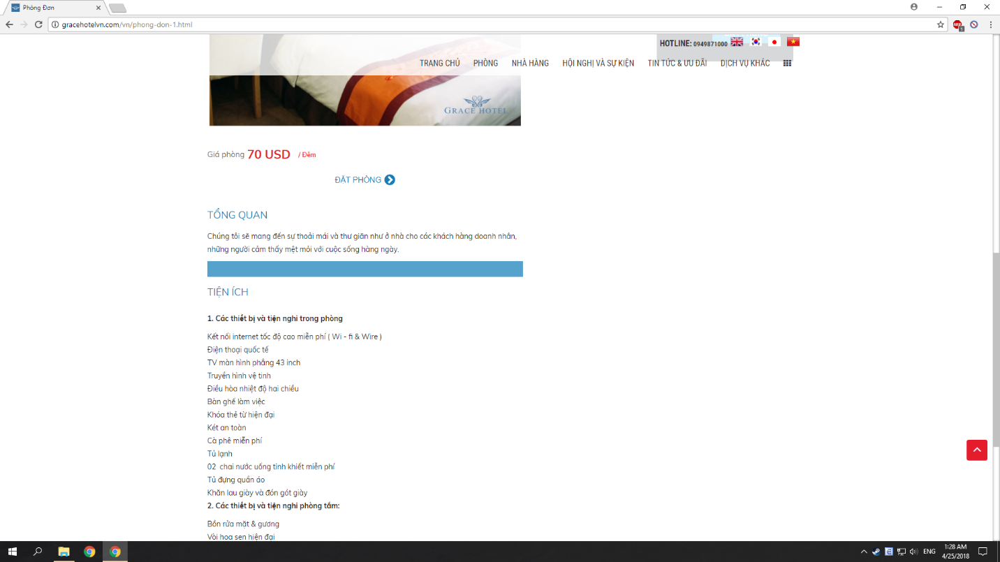 Phòng Đơn
gracehotelvn.com/vn/phong-don-1.html
HOTLINE: 0949871000
TRANG CHỦ PHÒNG NHÀ HÀNG HỘI NGHỊ VÀ SỰ KIỆN TIN TỨC & ƯU ĐÃI DỊCH VỤ KHÁC
GRACE HOTEL
Giá phòng 70 USD / Đêm
ĐẶT PHÒNG
TỔNG QUAN
Chúng tôi sẽ mang đến sự thoải mái và thư giãn như ở nhà cho các khách hàng doanh nhân,
những người cảm thấy mệt mỏi với cuộc sống hàng ngày.
TIỆN ÍCH
1. Các thiết bị và tiện nghi trong phòng
Kết nối internet tốc độ cao miễn phí ( Wi - fi & Wire )
Điện thoại quốc tế
TV màn hình phẳng 43 inch
Truyền hình vệ tinh
Điều hòa nhiệt độ hai chiều
Bàn ghế làm việc
Khóa thẻ từ hiện đại
Két an toàn
Cà phê miễn phí
Tủ lạnh
02 chai nước uống tinh khiết miễn phí
Tủ đựng quần áo
Khăn lau giày và đón gót giày
2. Các thiết bị và tiện nghi phòng tắm:
Bồn rửa mặt & gương
Vòi hoa sen hiện đại
ENG
1:28 AM
4/25/2018